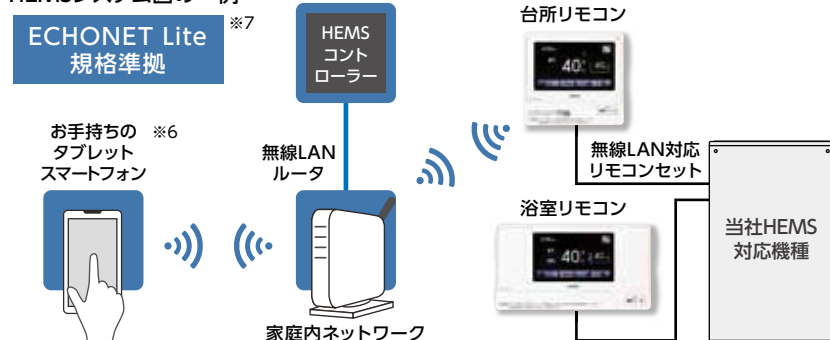 HEMSシステム図の一例
ECHONET Lite
規格準拠
※7
お手持ちの ※6
タブレット
スマートフォン
HEMS
コント
ローラー
無線LAN
ルータ
家庭内ネットワーク
台所リモコン
40
無線LAN対応
リモコンセット
浴室リモコン
40
当社HEMS
対応機種